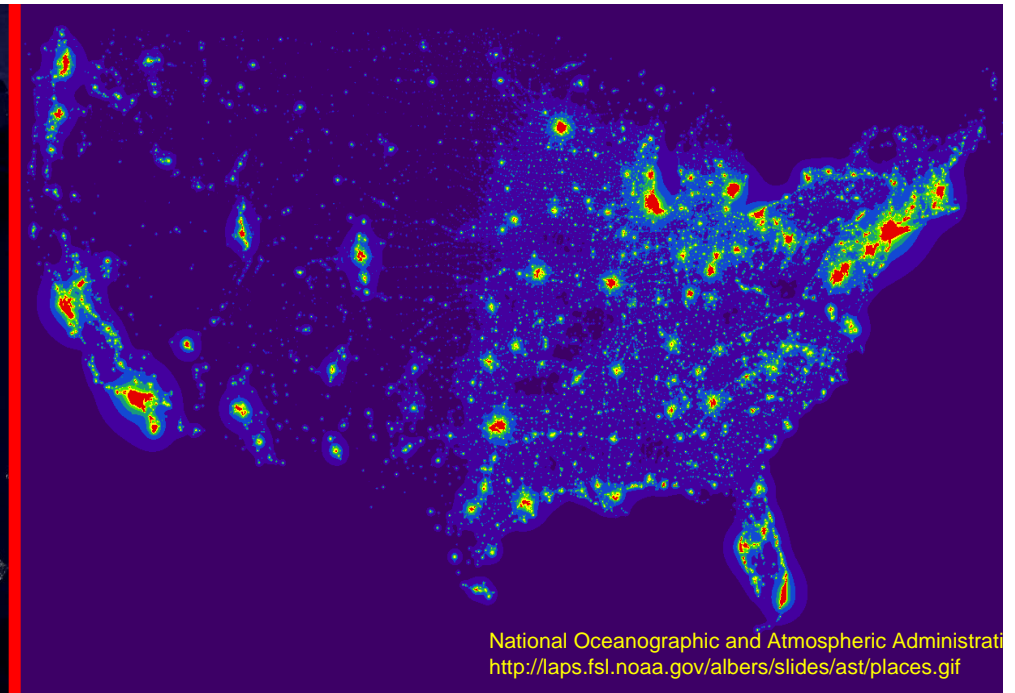 National Oceanographic and Atmospheric Administrati
http://laps.fsl.noaa.gov/albers/slides/ast/places.gif